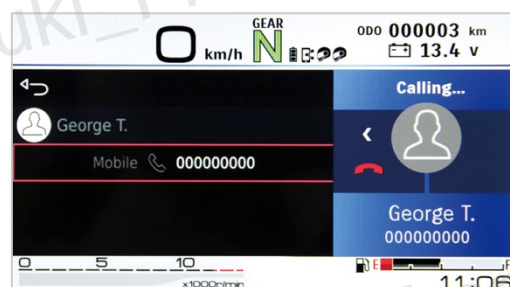 GEAR
0 km/h N ODO 000003 km
13.4 V
Calling...
George T.
Mobile 000000000
George T.
000000000
0 5 10
x1000r/min
E F
11:06